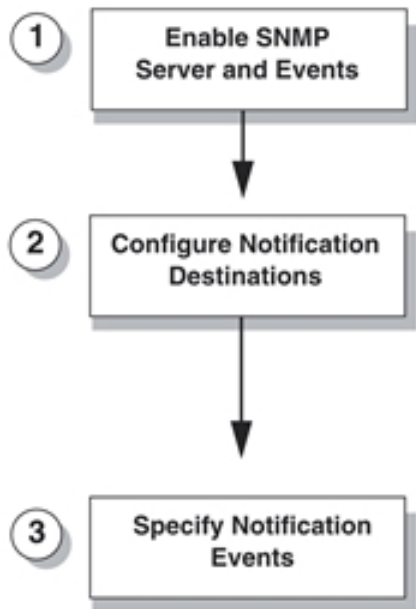 1
Enable SNMP
Server and Events
2
Configure Notification
Destinations
3
Specify Notification
Events